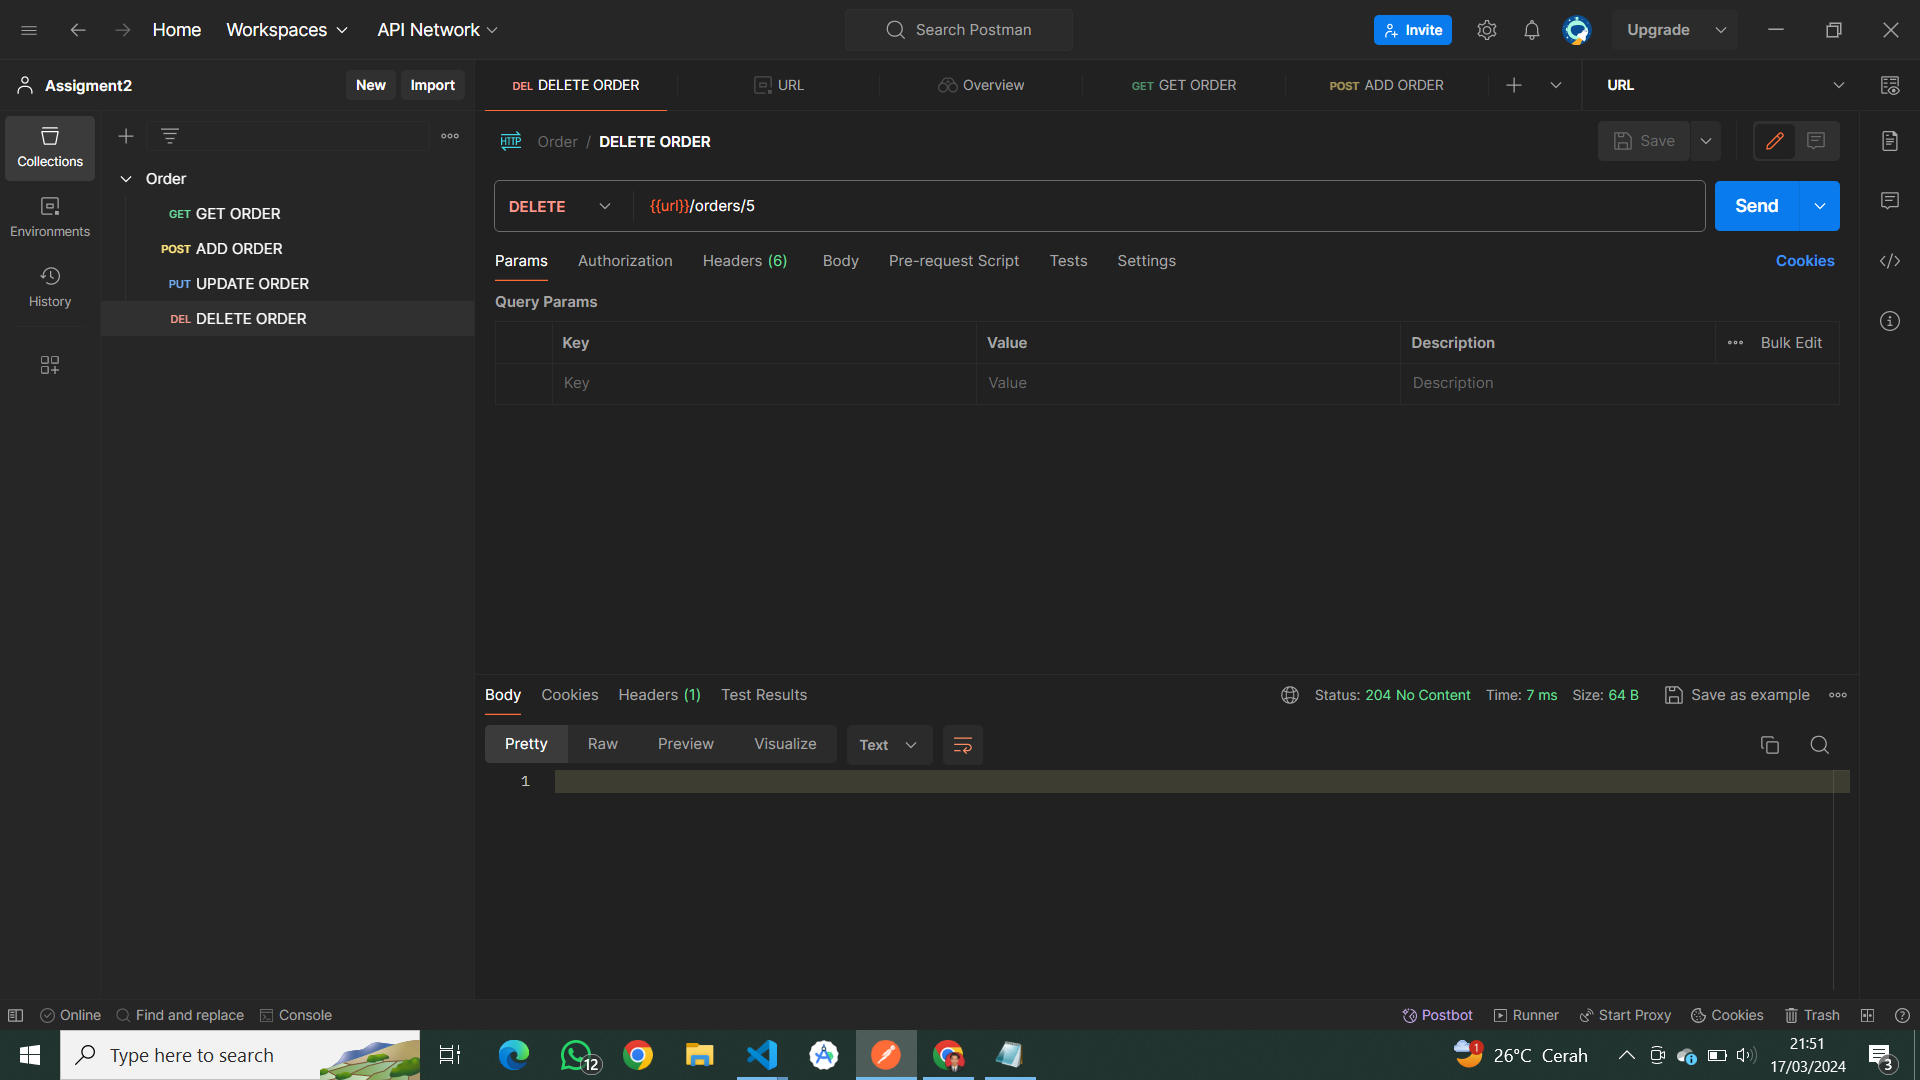 Home
Workspaces
API Network
Search Postman
Invite
Upgrade
Assigment2
New
Import
DEL DELETE ORDER
URL
Overview
GET GET ORDER
POST ADD ORDER
URL
Collections
Environments
History
Order
GET GET ORDER
POST ADD ORDER
PUT UPDATE ORDER
DEL DELETE ORDER
HTTP
Order / DELETE ORDER
Save
DELETE
{{url}}/orders/5
Send
Params
Authorization
Headers (6)
Body
Pre-request Script
Tests
Settings
Cookies
Query Params
Key
Value
Description
Bulk Edit
Key
Value
Description
Body
Cookies
Headers (1)
Test Results
Status: 204 No Content
Time: 7 ms
Size: 64 B
Save as example
Pretty
Raw
Preview
Visualize
Text
1
Online
Find and replace
Console
Postbot
Runner
Start Proxy
Cookies
Trash
Type here to search
12
1
26°C Cerah
21:51
17/03/2024
3